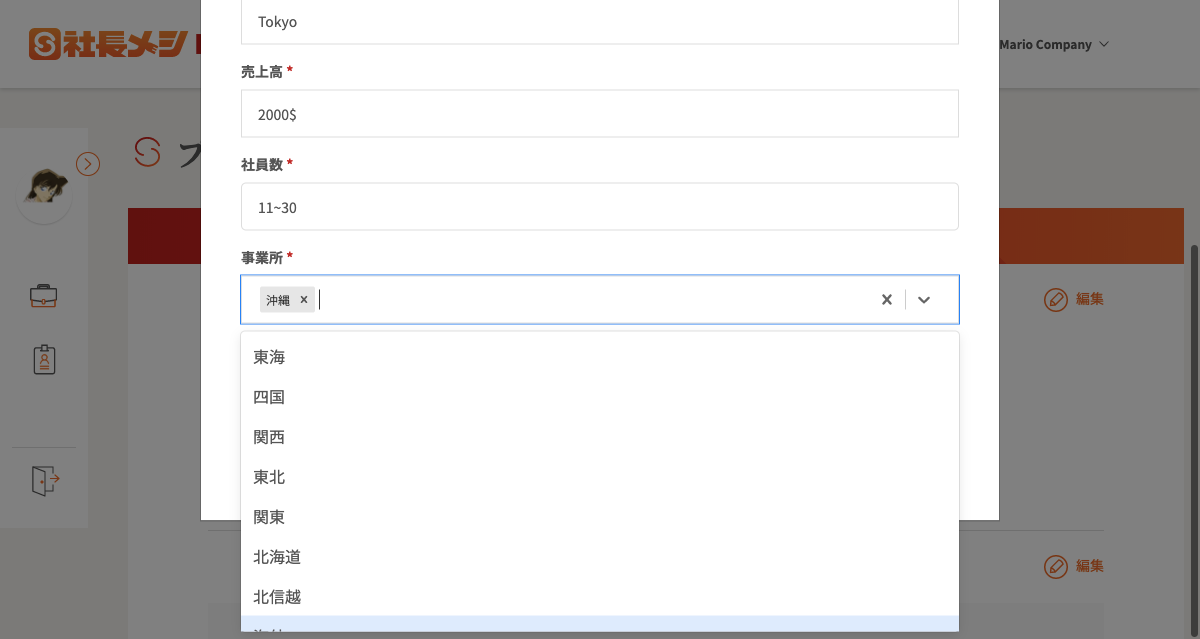 Tokyo
社長メシ
Mario Company
売上高 *
2000$
社員数 *
11~30
事業所 *
沖縄
編集
東海
四国
関西
東北
関東
北海道
北信越
編集